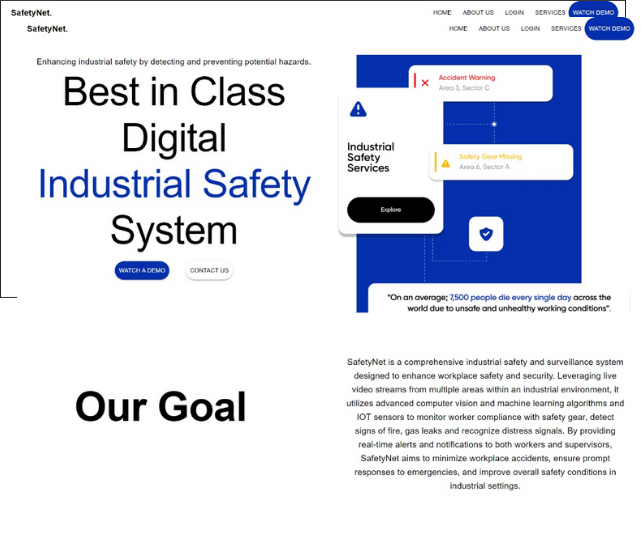 SafetyNet.
HOME ABOUT US LOGIN SERVICES WATCH DEMO
SafetyNet.
HOME ABOUT US LOGIN SERVICES WATCH DEMO
Enhancing industrial safety by detecting and preventing potential hazards.
Best in Class
Digital
Industrial Safety
System
WATCH A DEMO CONTACT US
Accident Warning
Area 3, Sector C
Industrial
Safety
Services
Explore
Safety Gear Missing
Area 6, Sector A
“On an average; 7,500 people die every single day across the
world due to unsafe and unhealthy working conditions”.
Our Goal
SafetyNet is a comprehensive industrial safety and surveillance system
designed to enhance workplace safety and security. Leveraging live
video streams from multiple areas within an industrial environment, it
utilizes advanced computer vision and machine learning algorithms and
IOT sensors to monitor worker compliance with safety gear, detect
signs of fire, gas leaks and recognize distress signals. By providing
real-time alerts and notifications to both workers and supervisors,
SafetyNet aims to minimize workplace accidents, ensure prompt
responses to emergencies, and improve overall safety conditions in
industrial settings.